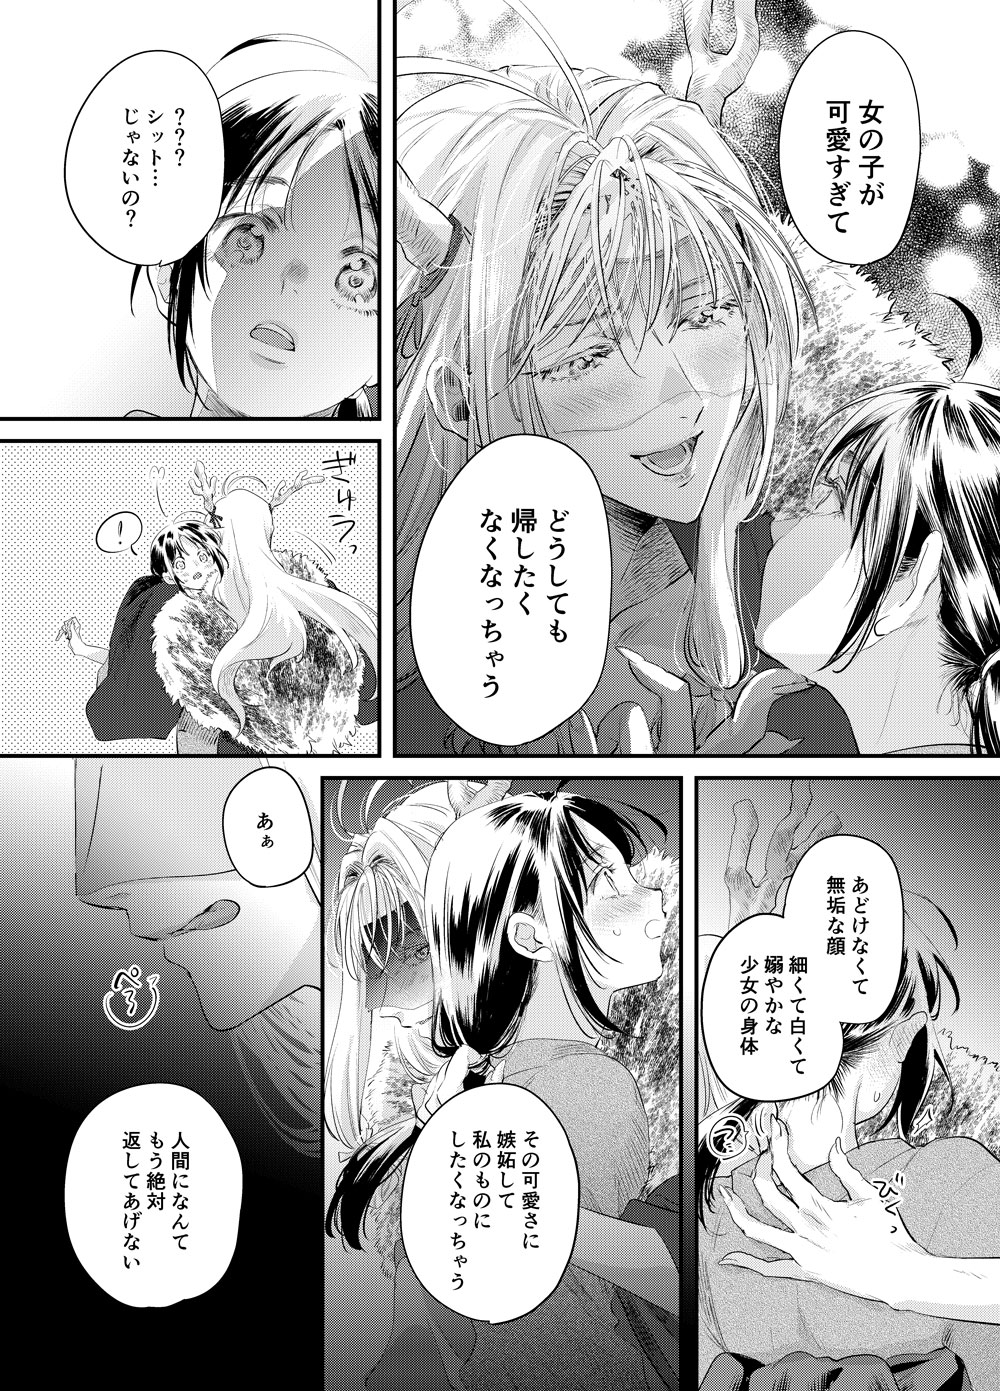 女の子が
可愛すぎて
どうしても
帰したく
なくなっちゃう
???
シット…
じゃないの?
ぎゅうっ
!
あどけなくて
無垢な顔
細くて白くて
嫋やかな
少女の身体
びくっ
その可愛さに
嫉妬して
私のものに
したくなっちゃう
あぁ
ぺろ
人間になんて
もう絶対
返してあげない